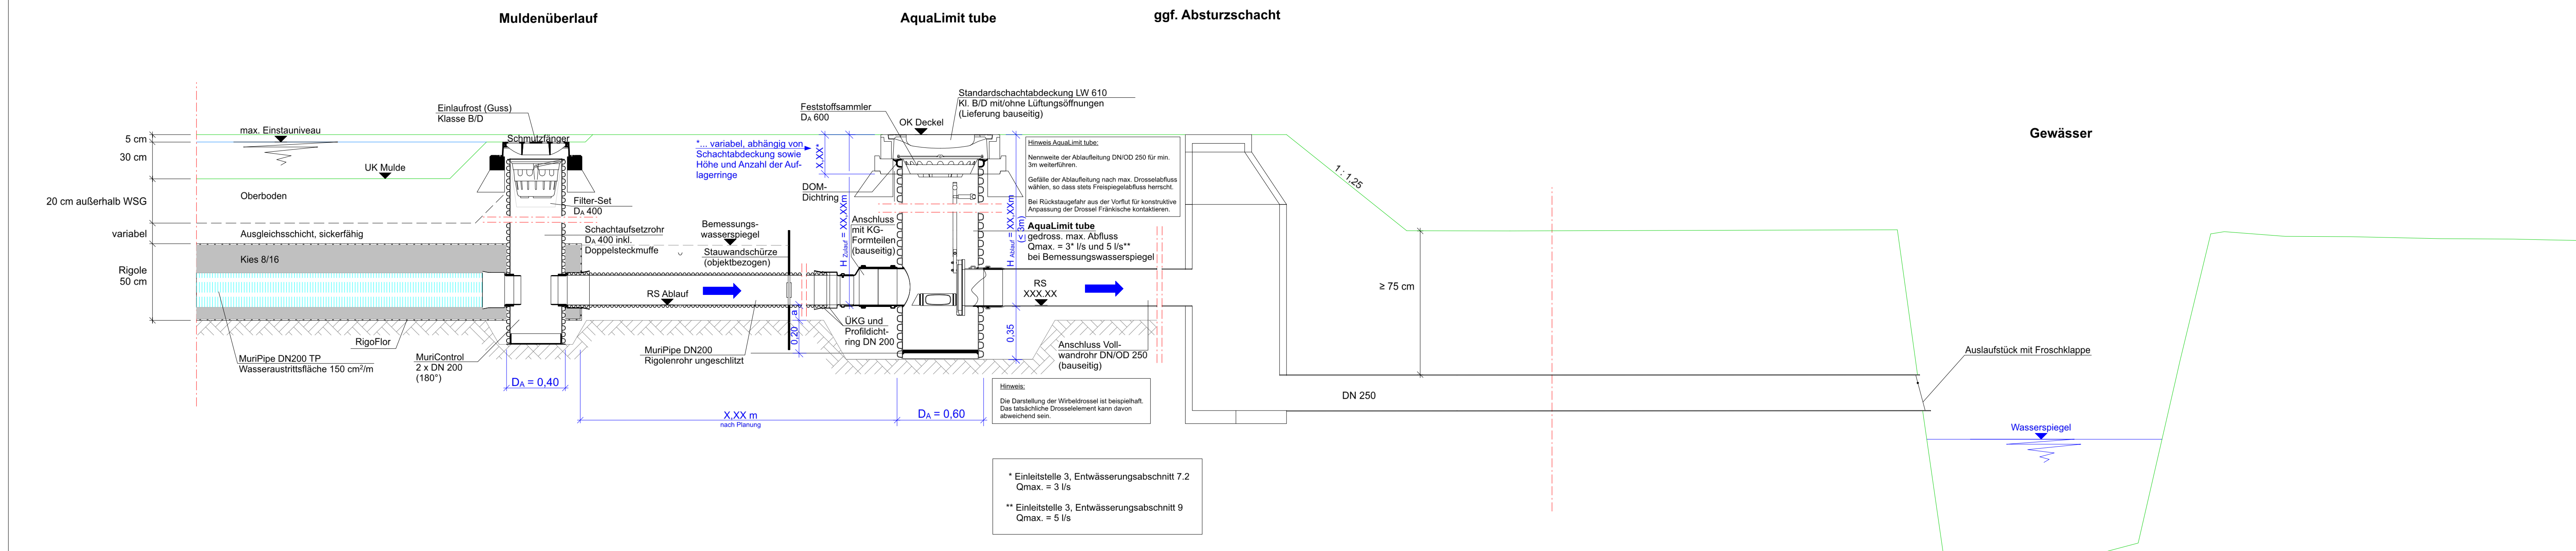 Muldenüberlauf
AquaLimit tube
ggf. Absturzschacht
Gewässer
Einlaufrost (Guss)
Klasse B/D
Schmutzfänger
max. Einstauniveau
UK Mulde
5 cm
30 cm
20 cm außerhalb WSG
variabel
Rigole
50 cm
Oberboden
Ausgleichsschicht, sickerfähig
Kies 8/16
RigoFlor
MuriPipe DN200 TP
Wasseraustrittsfläche 150 cm²/m
MuriControl
2 x DN 200
(180°)
DA = 0,40
Filter-Set
DA 400
Schachtaufsetzrohr
DA 400 inkl.
Doppelsteckmuffe
RS Ablauf
MuriPipe DN200
Rigolenrohr ungeschlitzt
Bemessungs-
wasserspiegel
Stauwandschürze
(objektbezogen)
*... variabel, abhängig von
Schachtabdeckung sowie
Höhe und Anzahl der Auf-
lagerringe
X,XX*
Feststoffsammler
DA 600
DOM-
Dichtring
OK Deckel
Standardschachtabdeckung LW 610
Kl. B/D mit/ohne Lüftungsöffnungen
(Lieferung bauseitig)
H Zulauf = XX,XXm
Anschluss
mit KG-
Formteilen
(bauseitig)
ÜKG und
Profildicht-
ring DN 200
a
0,20
X,XX m
nach Planung
DA = 0,60
H Ablauf = XX,XXm
(≤ 3m)
0,35
Hinweis AquaLimit tube:
Nennweite der Ablaufleitung DN/OD 250 für min.
3m weiterführen.
Gefälle der Ablaufleitung nach max. Drosselabfluss
wählen, so dass stets Freispiegelabfluss herrscht.
Bei Rückstaugefahr aus der Vorflut für konstruktive
Anpassung der Drossel Fränkische kontaktieren.
AquaLimit tube
gedross. max. Abfluss
Qmax. = 3* l/s und 5 l/s**
bei Bemessungswasserspiegel
RS
XXX.XX
Anschluss Voll-
wandrohr DN/OD 250
(bauseitig)
Hinweis:
Die Darstellung der Wirbeldrossel ist beispielhaft.
Das tatsächliche Drosselelement kann davon
abweichend sein.
* Einleitstelle 3, Entwässerungsabschnitt 7.2
Qmax. = 3 l/s
** Einleitstelle 3, Entwässerungsabschnitt 9
Qmax. = 5 l/s
1 : 1,25
≥ 75 cm
DN 250
Auslaufstück mit Froschklappe
Wasserspiegel